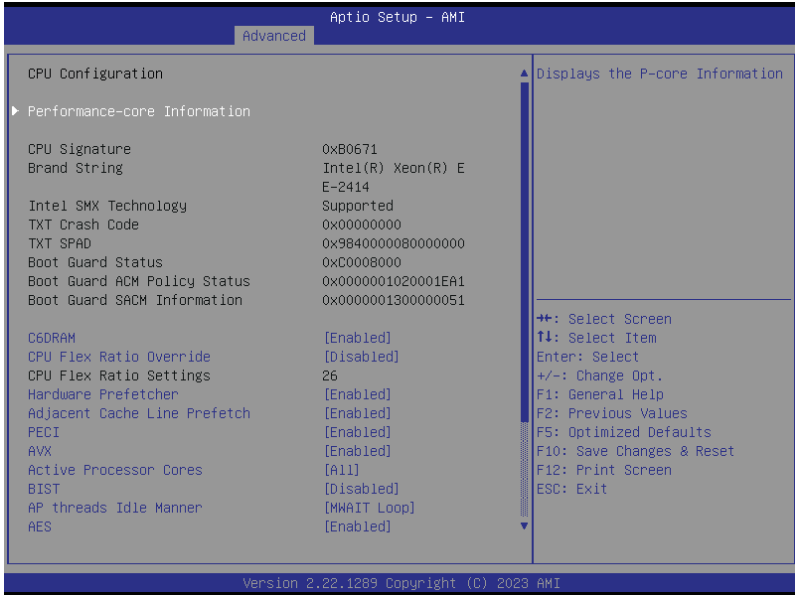 Aptio Setup – AMI
Advanced
CPU Configuration
Performance-core Information
CPU Signature 0xB0671
Brand String Intel(R) Xeon(R) E
E-2414
Intel SMX Technology Supported
TXT Crash Code 0x00000000
TXT SPAD 0x9840000080000000
Boot Guard Status 0xC0008000
Boot Guard ACM Policy Status 0x0000001020001EA1
Boot Guard SACM Information 0x0000001300000051
C6DRAM [Enabled]
CPU Flex Ratio Override [Disabled]
CPU Flex Ratio Settings 26
Hardware Prefetcher [Enabled]
Adjacent Cache Line Prefetch [Enabled]
PECI [Enabled]
AVX [Enabled]
Active Processor Cores [All]
BIST [Disabled]
AP threads Idle Manner [MWAIT Loop]
AES [Enabled]
Displays the P-core Information
→←: Select Screen
↑↓: Select Item
Enter: Select
+/-: Change Opt.
F1: General Help
F2: Previous Values
F5: Optimized Defaults
F10: Save Changes & Reset
F12: Print Screen
ESC: Exit
Version 2.22.1289 Copyright (C) 2023 AMI